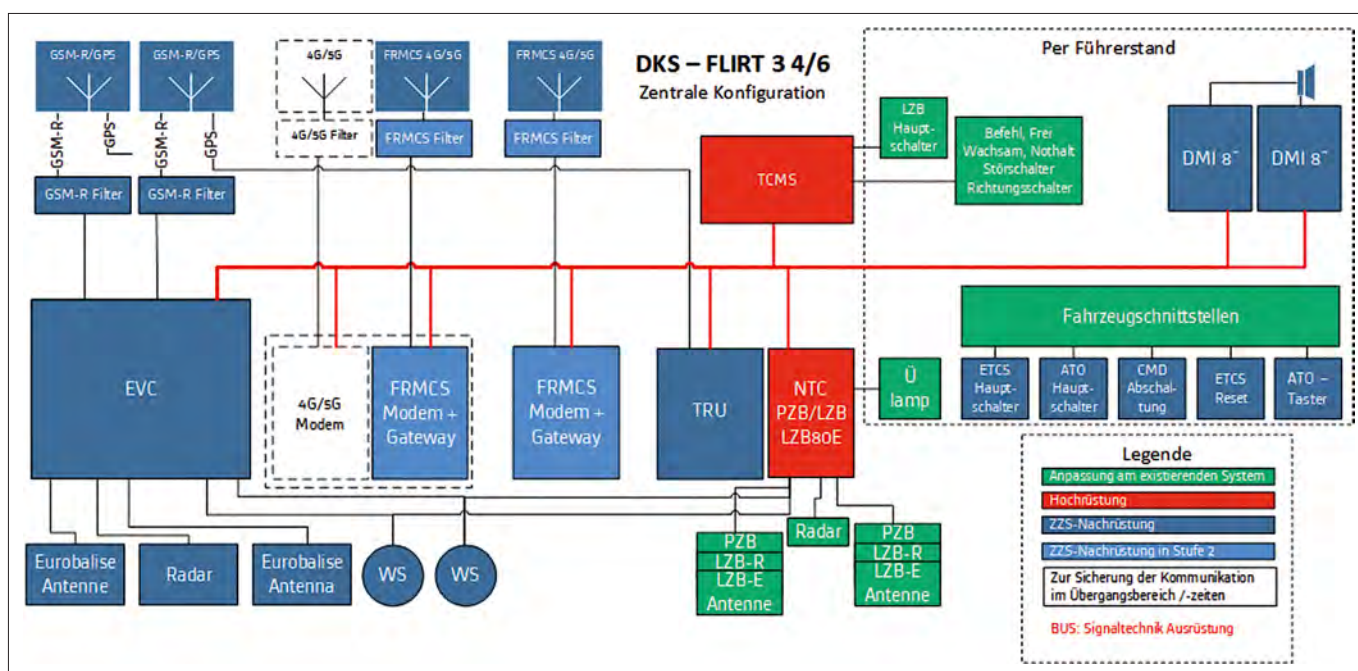 GSM-R/GPS
GSM-R/GPS
4G/5G
FRMCS 4G/5G
FRMCS 4G/5G
DKS – FLIRT 3 4/6
Zentrale Konfiguration
Per Führerstand
GSM-R
GPS
GSM-R
GPS
4G/5G Filter
FRMCS Filter
FRMCS Filter
GSM-R Filter
GSM-R Filter
TCMS
LZB
Haupt-
schalter
Befehl, Frei
Wachsam, Nothalt
Störschalter
Richtungsschalter
DMI 8"
DMI 8"
EVC
4G/5G
Modem
FRMCS
Modem +
Gateway
FRMCS
Modem +
Gateway
TRU
NTC
PZB/LZB
LZB80E
Ü
lamp
Fahrzeugschnittstellen
ETCS
Haupt-
schalter
ATO
Haupt-
schalter
CMD
Abschal-
tung
ETCS
Reset
ATO –
Taster
Eurobalise
Antenne
Radar
Eurobalise
Antenna
WS
WS
PZB
LZB-R
LZB-E
Antenne
Radar
PZB
LZB-R
LZB-E
Antenne
Legende
Anpassung am existierenden System
Hochrüstung
ZZS-Nachrüstung
ZZS-Nachrüstung in Stufe 2
Zur Sicherung der Kommunikation
im Übergangsbereich /-zeiten
BUS: Signaltechnik Ausrüstung